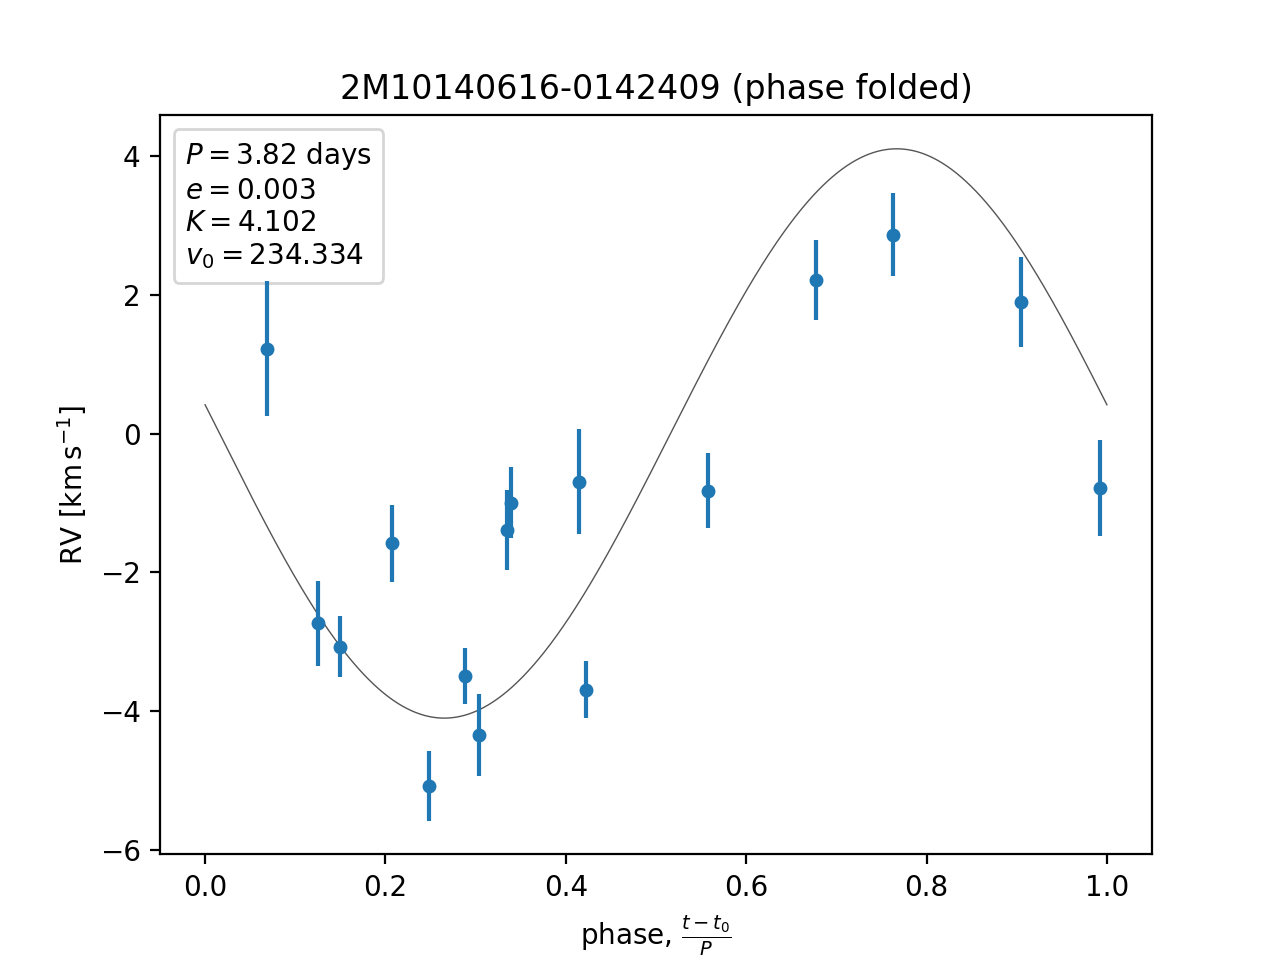 2M10140616-0142409 (phase folded)
P = 3.82 days
e = 0.003
K = 4.102
v₀ = 234.334
4
2
0
−2
−4
−6
RV [km s⁻¹]
0.0 0.2 0.4 0.6 0.8 1.0
phase, (t − t₀)/P